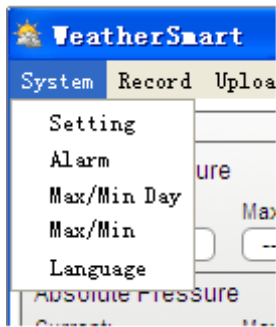 WeatherSmart
System Record Uploa
Setting
Alarm
ure
Max/Min Day
Max
Max/Min
--
Language
Absolute Pressure